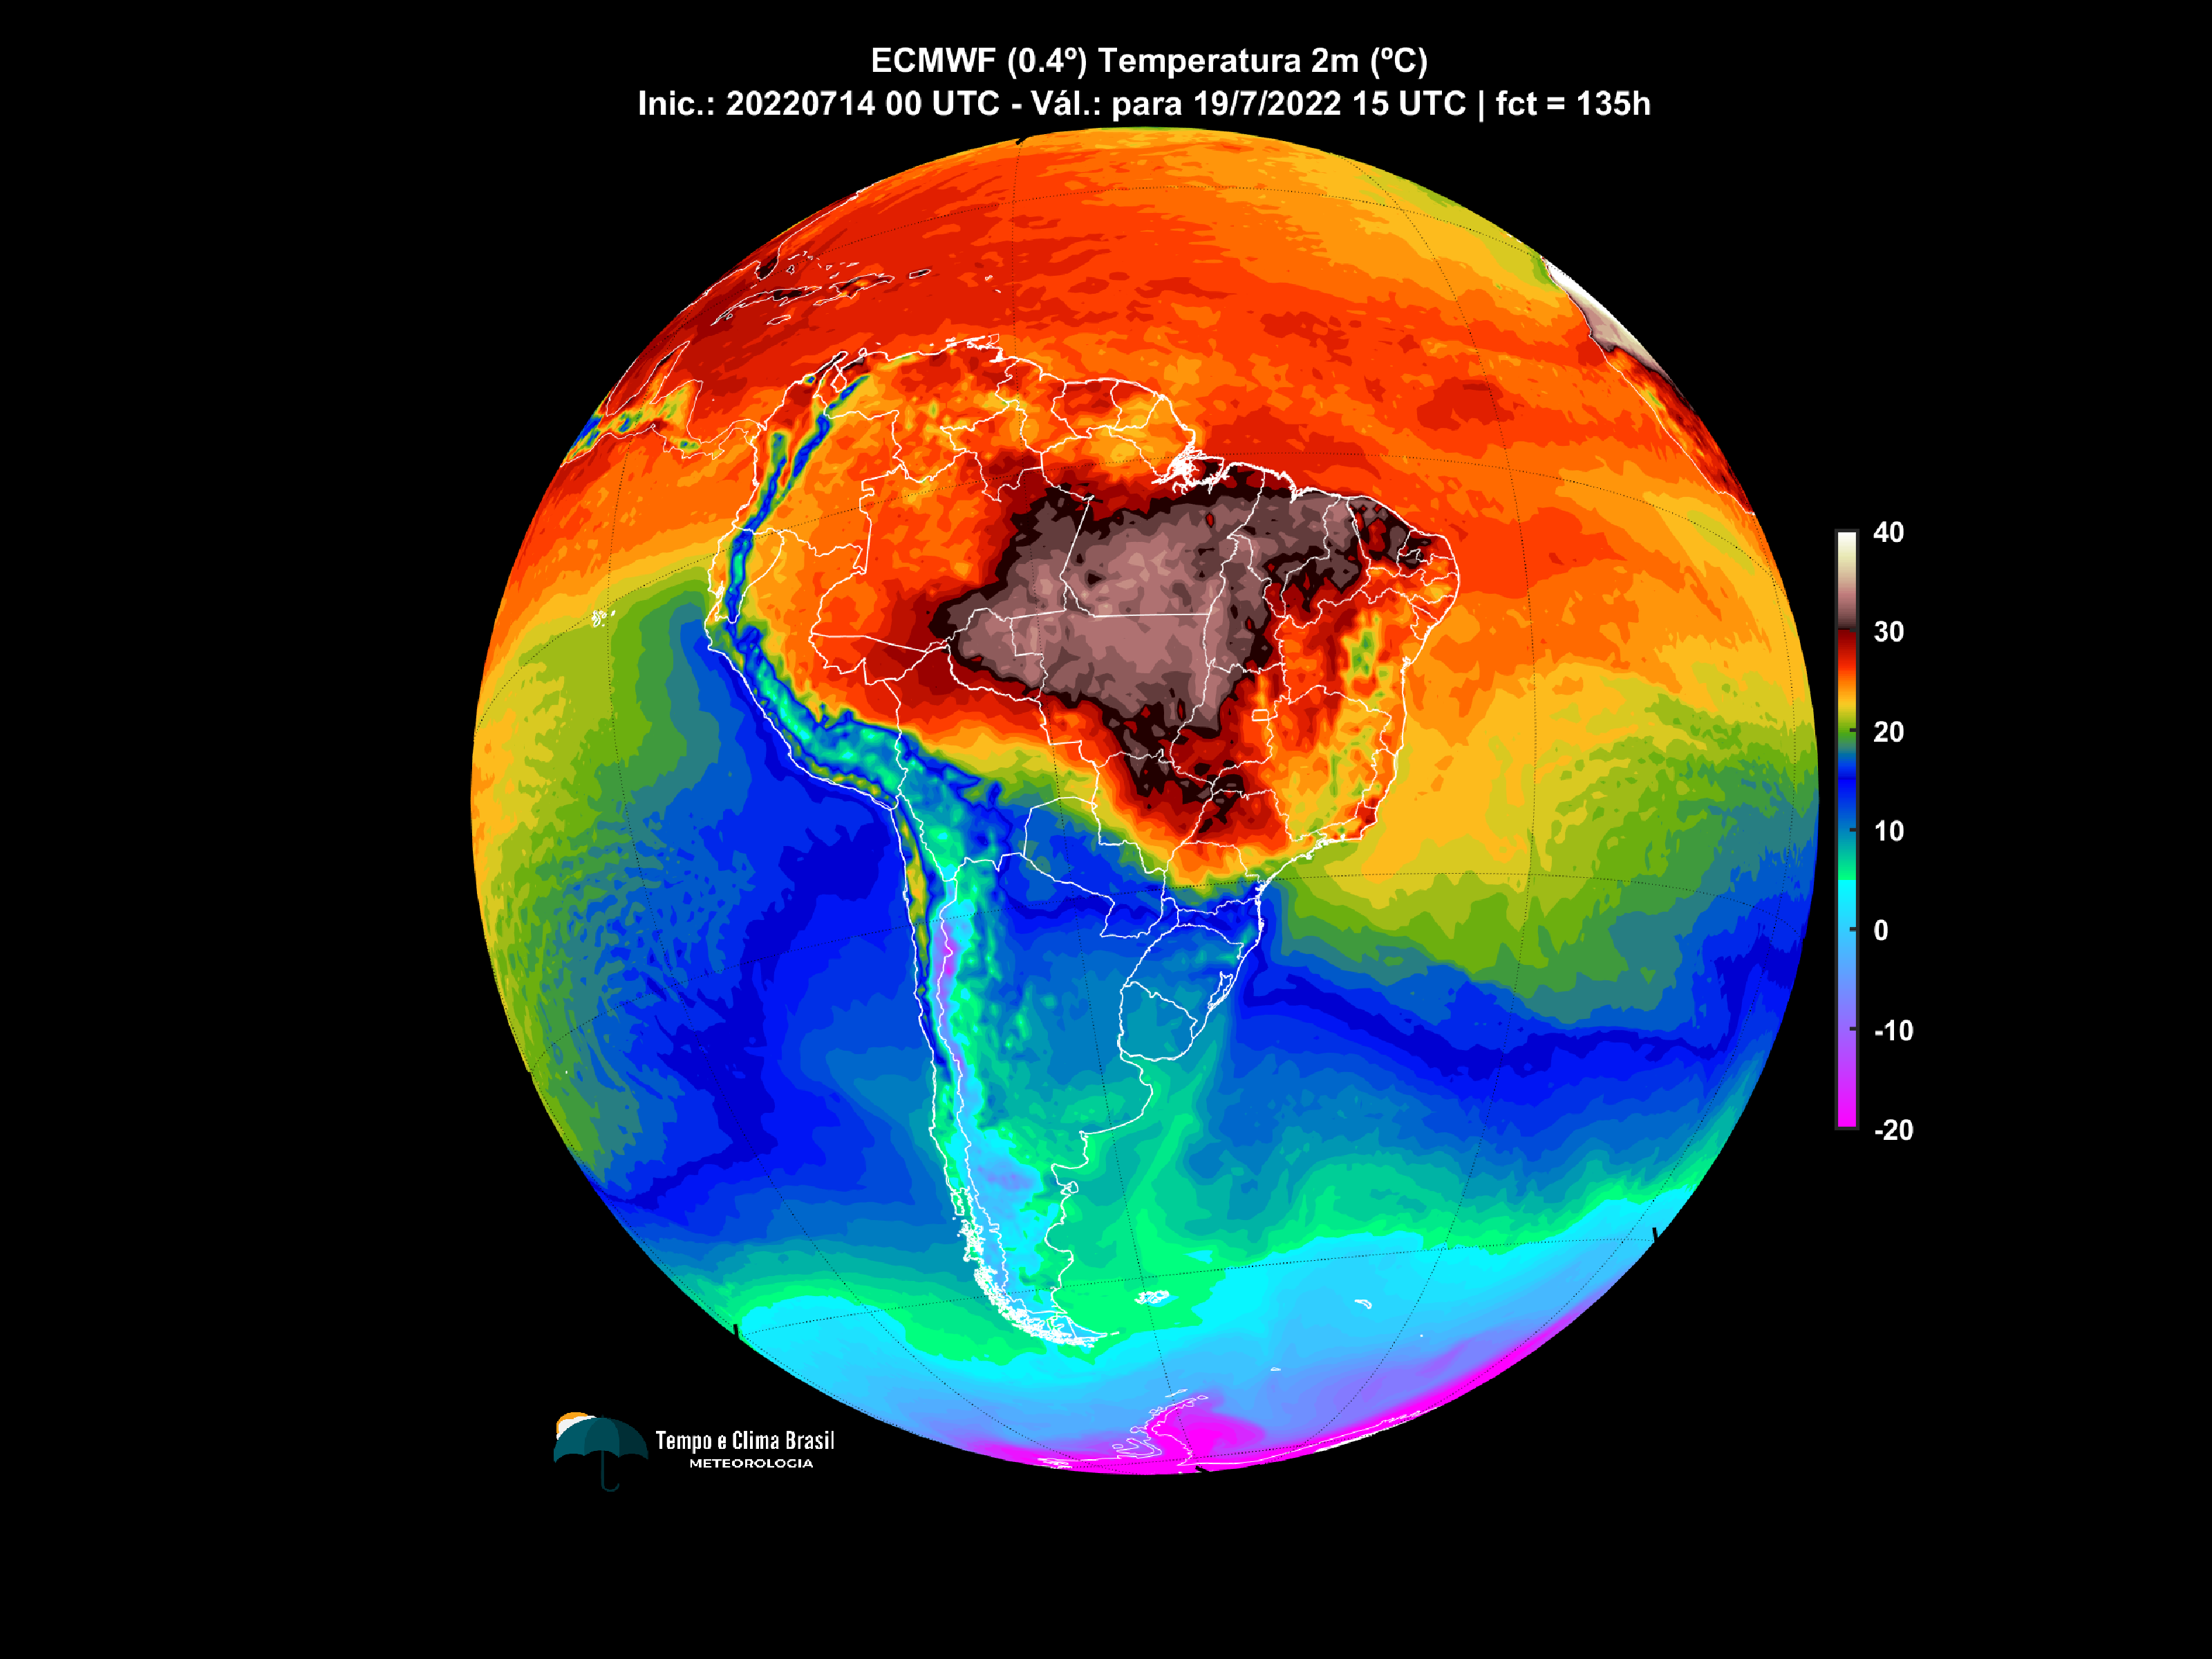 ECMWF (0.4º) Temperatura 2m (ºC)
Inic.: 20220714 00 UTC - Vál.: para 19/7/2022 15 UTC | fct = 135h
40
30
20
10
0
-10
-20
Tempo e Clima Brasil
METEOROLOGIA